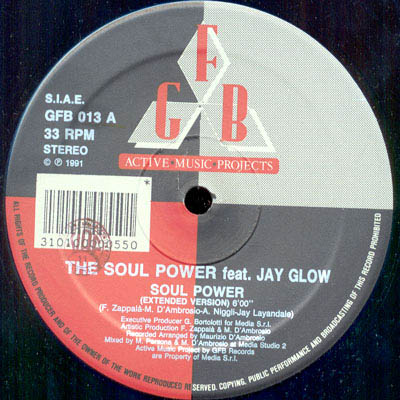 GFB
ACTIVE MUSIC PROJECTS
S.I.A.E.
GFB 013 A
33 RPM
STEREO
© ℗ 1991
THE SOUL POWER feat. JAY GLOW
SOUL POWER
(EXTENDED VERSION) 6'00"
(F. Zappalà-M. D'Ambrosio-A. Niggli-Jay Layandale)
Executive Producer G. Bortolotti for Media S.r.l.
Artistic Production F. Zappalà - M. D'Ambrosio
Recorded Arranged by Maurizio D'Ambrosio
Mixed by M. Persona & M. D'Ambrosio at Media Studio 2
Active Music Project by GFB Records
are Property of Media S.r.l.
ALL RIGHTS OF THE RECORD PRODUCER AND OF THE OWNER OF THE WORK REPRODUCED RESERVED. COPYING, PUBLIC PERFORMANCE, AND BROADCASTING OF THIS RECORD PROHIBITED